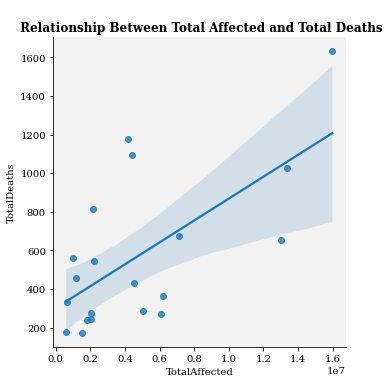 Relationship Between Total Affected and Total Deaths
1600
1400
1200
1000
800
600
400
200
TotalDeaths
0.0 0.2 0.4 0.6 0.8 1.0 1.2 1.4 1.6
1e7
TotalAffected